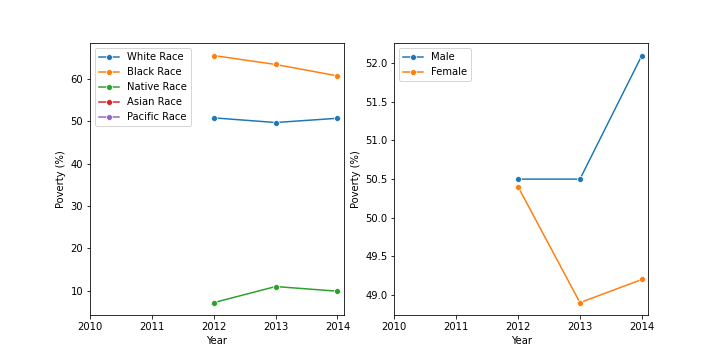 White Race
Black Race
Native Race
Asian Race
Pacific Race
60
50
40
30
20
10
Poverty (%)
2010 2011 2012 2013 2014
Year
Male
Female
52.0
51.5
51.0
50.5
50.0
49.5
49.0
Poverty (%)
2010 2011 2012 2013 2014
Year